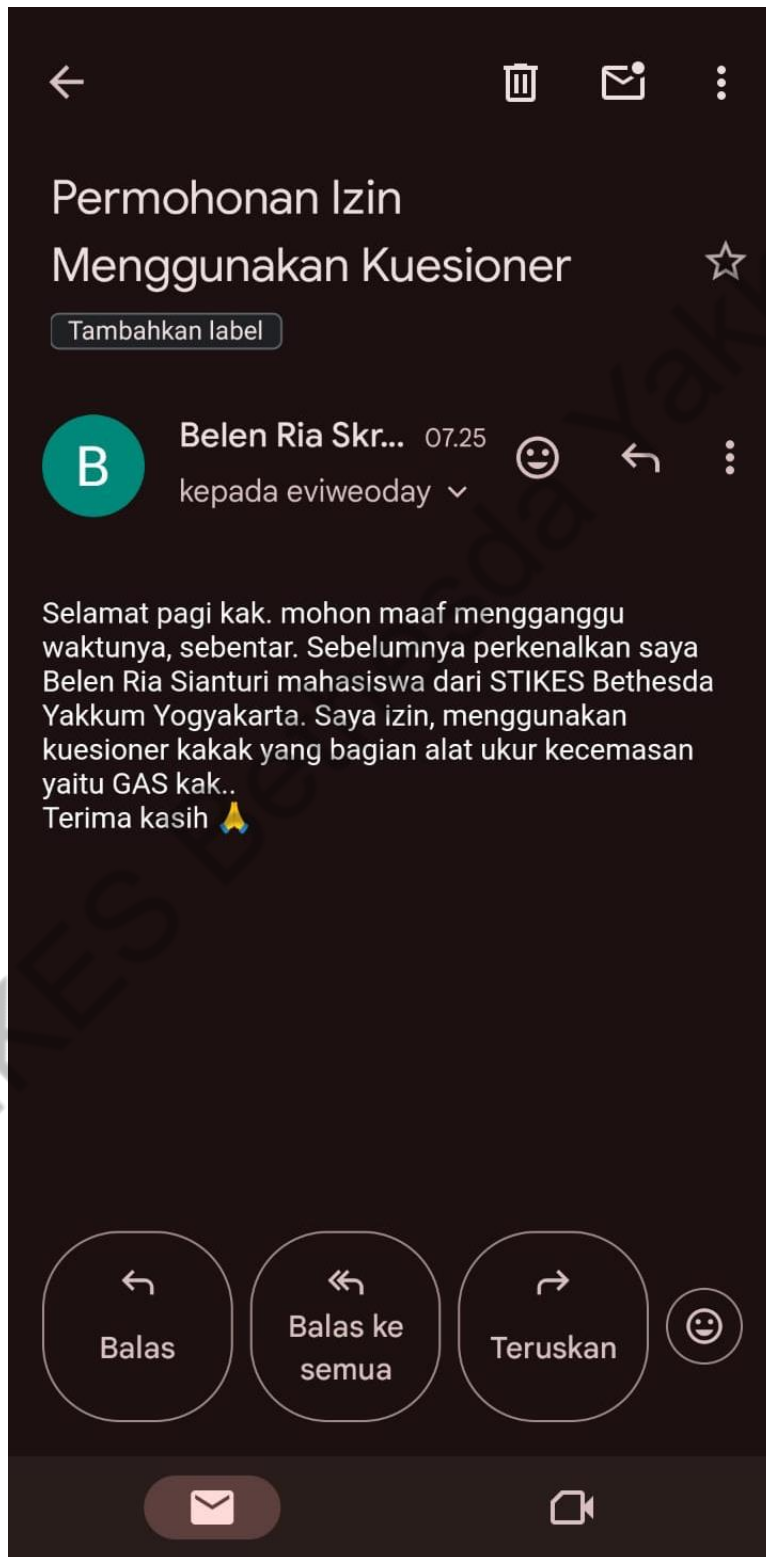 Permohonan Izin
Menggunakan Kuesioner
Tambahkan label
B
Belen Ria Skr... 07.25
kepada eviweoday
Selamat pagi kak. mohon maaf mengganggu
waktunya, sebentar. Sebelumnya perkenalkan saya
Belen Ria Sianturi mahasiswa dari STIKES Bethesda
Yakkum Yogyakarta. Saya izin, menggunakan
kuesioner kakak yang bagian alat ukur kecemasan
yaitu GAS kak..
Terima kasih 🙏
Balas
Balas ke
semua
Teruskan